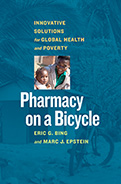 INNOVATIVE
SOLUTIONS
for GLOBAL HEALTH
and POVERTY
Pharmacy
on a Bicycle
ERIC G. BING
and MARC J. EPSTEIN